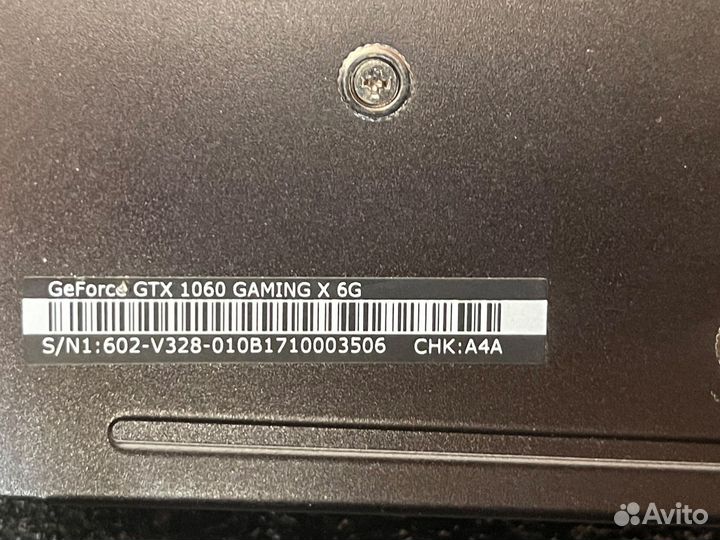 GeForce GTX 1060 GAMING X 6G
S/N1:602-V328-010B1710003506 CHK:A4A
Avito